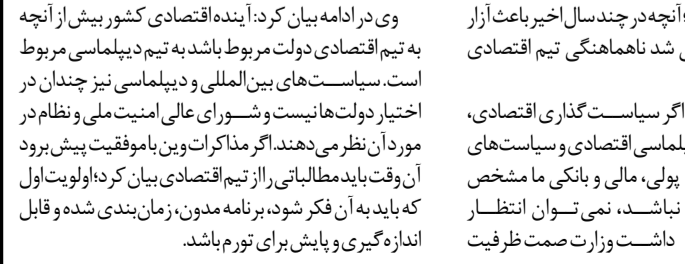 آنچه در چند سال اخیر باعث آزار
شد ناهماهنگی تیم اقتصادی
اگر سیاست‌گذاری اقتصادی،
دیپلماسی اقتصادی و سیاست‌های
پولی، مالی و بانکی ما مشخص
نباشد، نمی‌توان انتظار
داشت وزارت صمت ظرفیت
وی در ادامه بیان کرد: آینده اقتصادی کشور بیش از آنچه
به تیم اقتصادی دولت مربوط باشد به تیم دیپلماسی مربوط
است. سیاست‌های بین‌المللی و دیپلماسی نیز چندان در
اختیار دولت‌ها نیست و شورای عالی امنیت ملی و نظام در
مورد آن نظر می‌دهند. اگر مذاکرات وین با موفقیت پیش برود
آن وقت باید مطالباتی را از تیم اقتصادی بیان کرد؛ اولویت اول
که باید به آن فکر شود، برنامه مدون، زمان‌بندی شده و قابل
اندازه‌گیری و پایش برای تورم باشد.